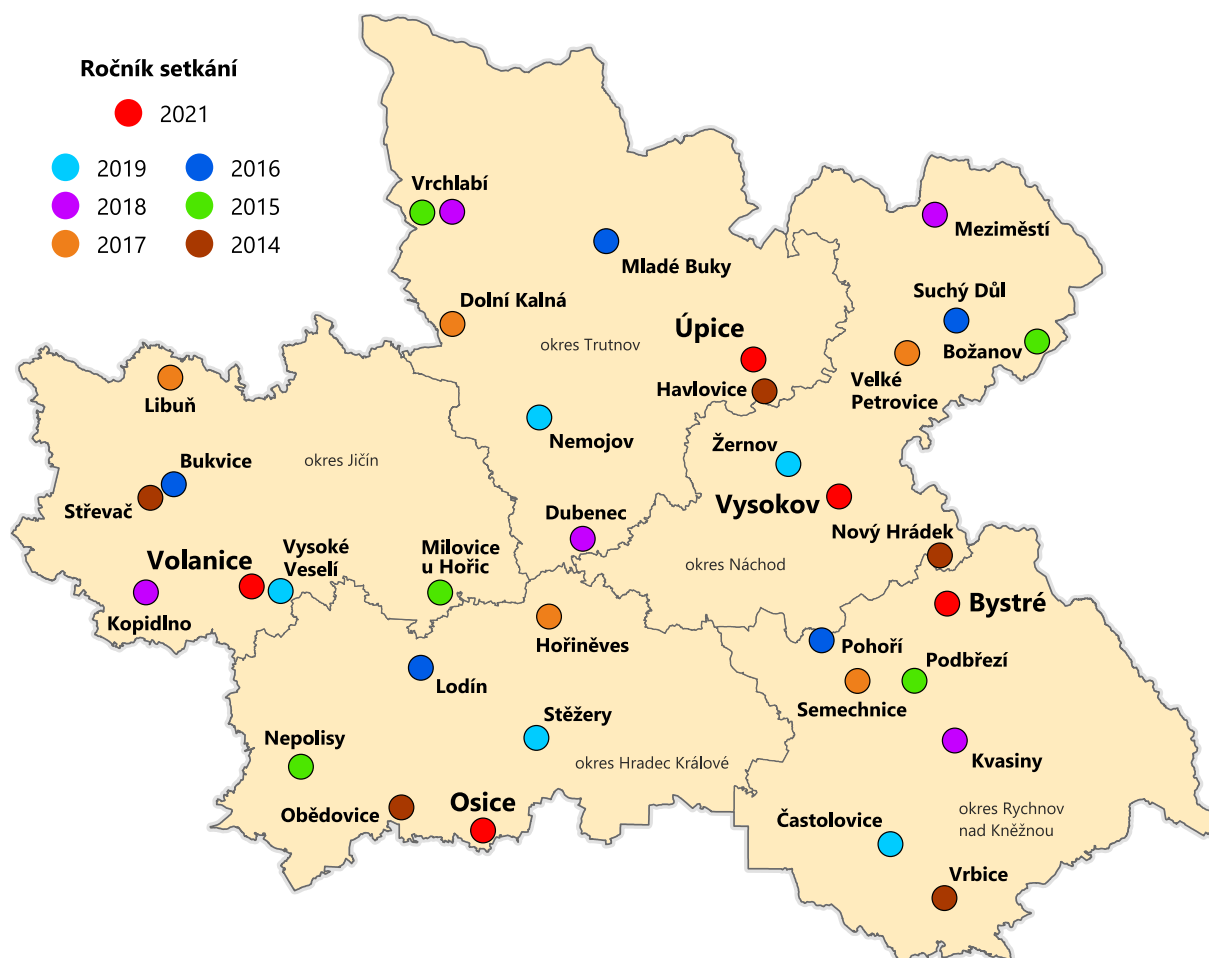 Ročník setkání
2021
2019
2016
2018
2015
2017
2014
Vrchlabí
Meziměstí
Mladé Buky
Suchý Důl
Dolní Kalná
Úpice
okres Trutnov
Božanov
Velké
Petrovice
Havlovice
Libuň
Nemojov
Žernov
Bukvice
okres Jičín
Střevač
Vysokov
Dubenec
Nový Hrádek
Volanice
Vysoké
Veselí
Milovice
u Hořic
okres Náchod
Kopidlno
Bystré
Hořiněves
Pohoří
Podbřezí
Lodín
Semechnice
Stěžery
Nepolisy
okres Hradec Králové
Kvasiny
Osice
Obědovice
Častolovice
okres Rychnov
nad Kněžnou
Vrbice